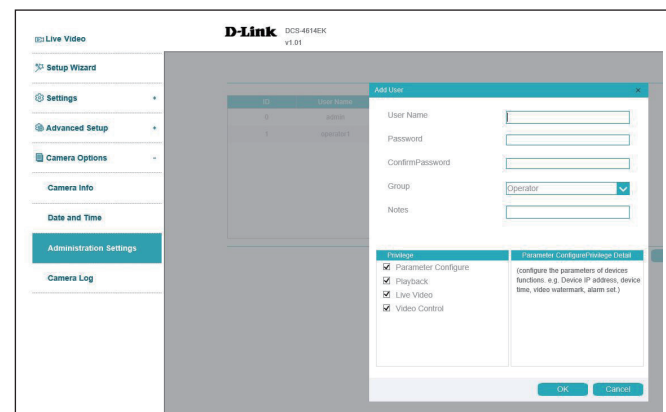 D-Link DCS-4614EK
v1.01
Live Video
Setup Wizard
Settings +
Advanced Setup +
Camera Options -
Camera Info
Date and Time
Administration Settings
Camera Log
ID User Name
0 admin
1 operator1
Add User ×
User Name
Password
ConfirmPassword
Group Operator
Notes
Privilege
Parameter Configure
Playback
Live Video
Video Control
Parameter ConfigurePrivilege Detail
(configure the parameters of devices
functions. e.g. Device IP address, device
time, video watermark, alarm set.)
OK Cancel